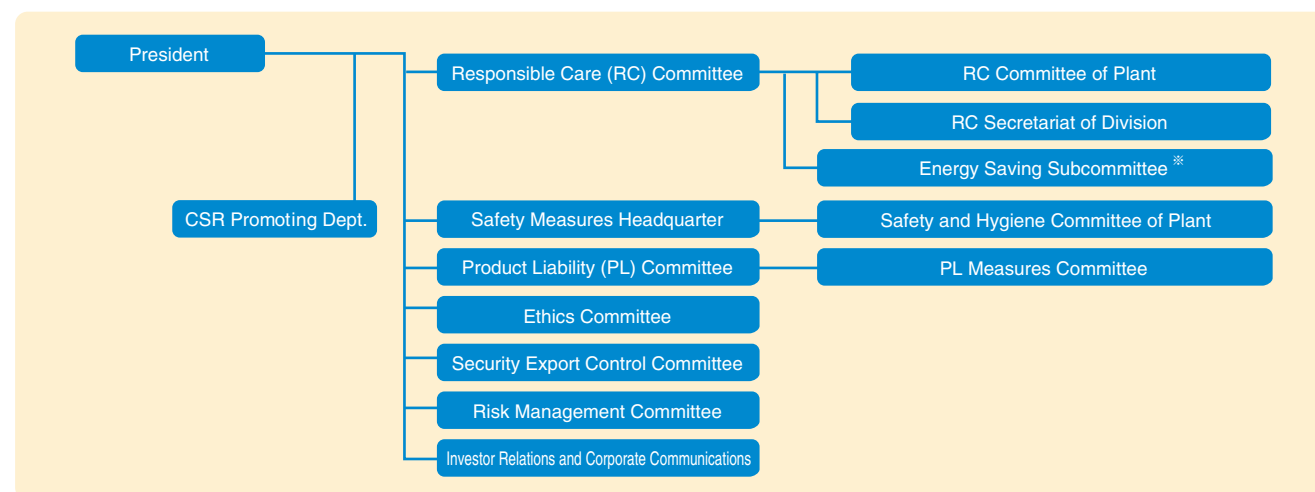 President
Responsible Care (RC) Committee
RC Committee of Plant
RC Secretariat of Division
Energy Saving Subcommittee ※
CSR Promoting Dept.
Safety Measures Headquarter
Safety and Hygiene Committee of Plant
Product Liability (PL) Committee
PL Measures Committee
Ethics Committee
Security Export Control Committee
Risk Management Committee
Investor Relations and Corporate Communications